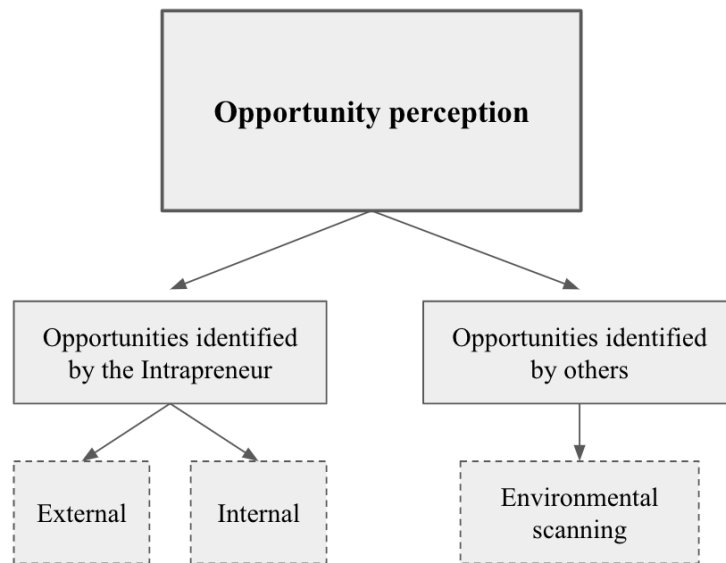 Opportunity perception
Opportunities identified
by the Intrapreneur
Opportunities identified
by others
External
Internal
Environmental
scanning